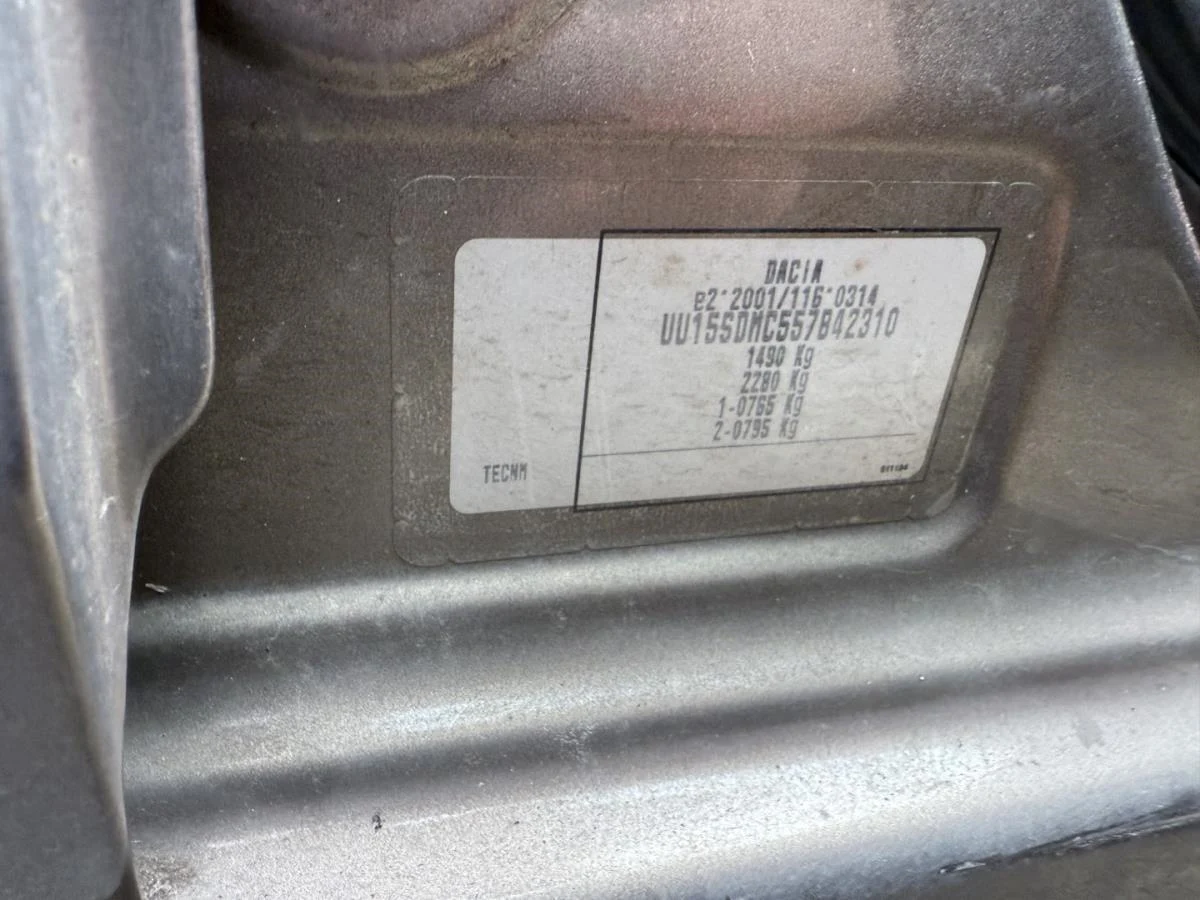 DACIA
e2*2001/116*0314
UU15SDMC557842310
1490 Kg
2280 Kg
1-0765 Kg
2-0795 Kg
TECNM